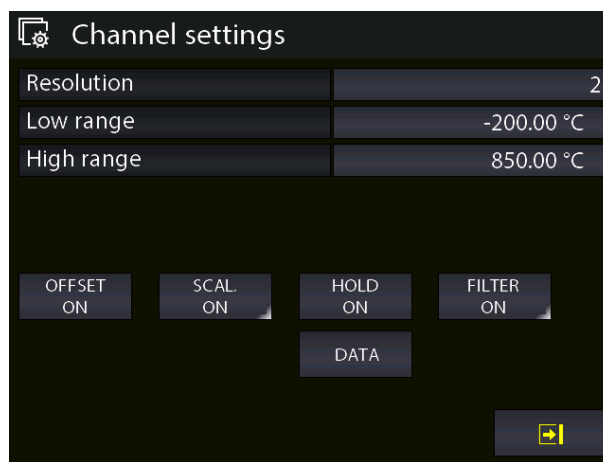 Channel settings
Resolution 2
Low range -200.00 °C
High range 850.00 °C
OFFSET SCAL. HOLD FILTER
ON ON ON ON
DATA